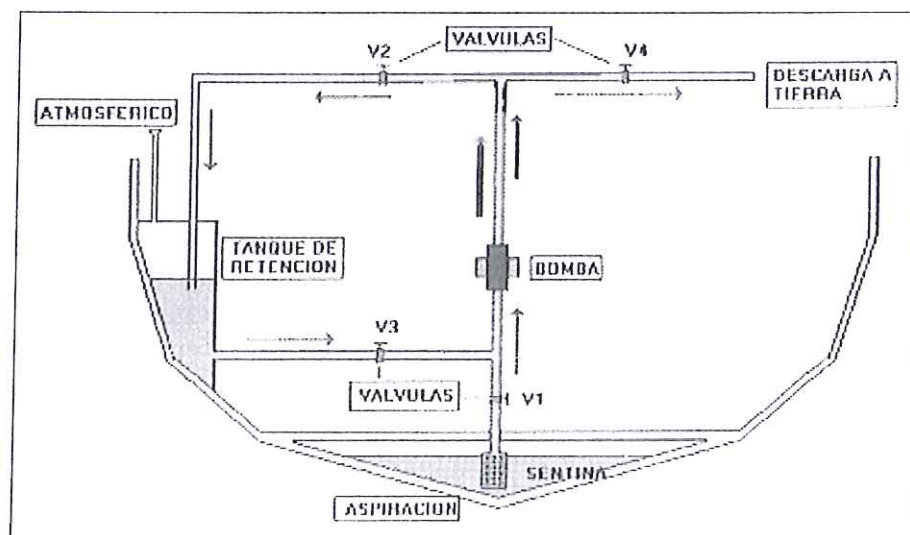 V2
VALVULAS
V4
DESCARGA A
TIERRA
ATMOSFERICO
TANQUE DE
RETENCION
BOMBA
V3
VALVULAS
V1
SENTINA
ASPIRACION